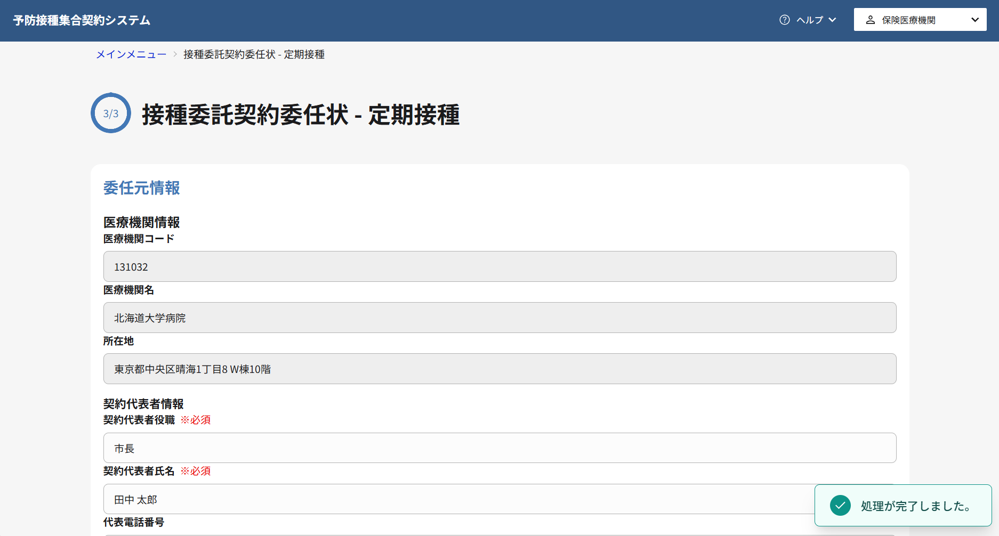 予防接種集合契約システム
ヘルプ
保険医療機関
メインメニュー > 接種委託契約委任状 - 定期接種
3/3
接種委託契約委任状 - 定期接種
委任元情報
医療機関情報
医療機関コード
131032
医療機関名
北海道大学病院
所在地
東京都中央区晴海1丁目8 W棟10階
契約代表者情報
契約代表者役職 ※必須
市長
契約代表者氏名 ※必須
田中 太郎
代表電話番号
処理が完了しました。